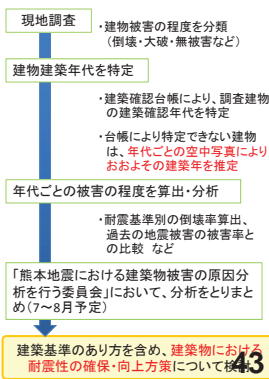 現地調査
・建物被害の程度を分類
（倒壊・大破・無被害など）
建物建築年代を特定
・建築確認台帳により、調査建物
の建築確認年代を特定
・台帳により特定できない建物
は、年代ごとの空中写真により
おおよその建築年を推定
年代ごとの被害の程度を算出・分析
・耐震基準別の倒壊率算出、
過去の地震被害の被害率と
の比較 など
「熊本地震における建築物被害の原因分
析を行う委員会」において、分析をとりまと
め（7～8月予定）
建築基準のあり方を含め、建築物における
耐震性の確保・向上方策について検討
43